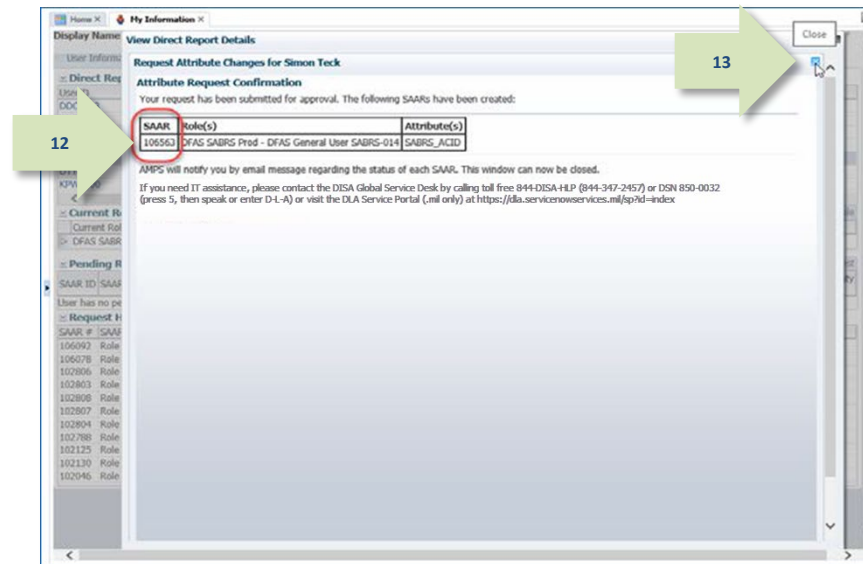 Home ×
My Information ×
Close
Display Name
View Direct Report Details
User Informa
Request Attribute Changes for Simon Teck
13
Direct Rep
Attribute Request Confirmation
Your request has been submitted for approval. The following SAARs have been created:
SAAR Role(s) Attribute(s)
12
106563 DFAS SABRS Prod - DFAS General User SABRS-014 SABRS_ACID
AMPS will notify you by email message regarding the status of each SAAR. This window can now be closed.
If you need IT assistance, please contact the DISA Global Service Desk by calling toll free 844-DISA-HLP (844-347-2457) or DSN 850-0032
(press 5, then speak or enter D-L-A) or visit the DLA Service Portal (.mil only) at https://dla.servicenowservices.mil/sp?id=index
Current R
Current Rol
DFAS SABR
Pending R
SAAR ID SAAR
User has no pe
Request H
SAAR # SAAR
106092 Role
106078 Role
102806 Role
102803 Role
102808 Role
102807 Role
102804 Role
102788 Role
102125 Role
102130 Role
102046 Role